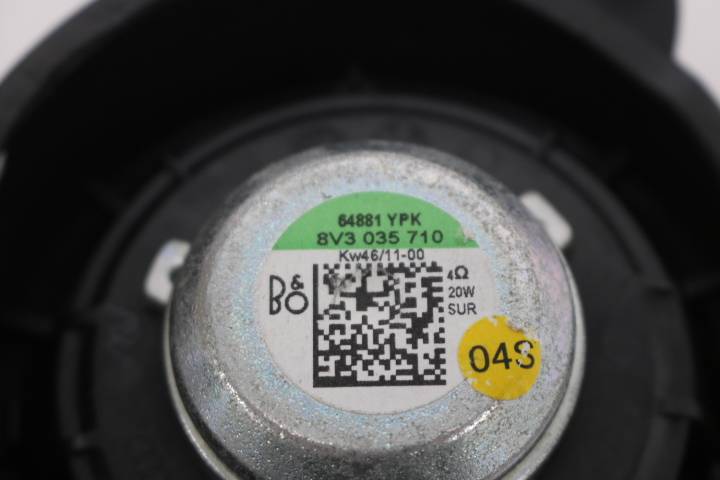 64881 YPK
8V3 035 710
Kw46/11-00
B&O
4Ω
20W
SUR
04S